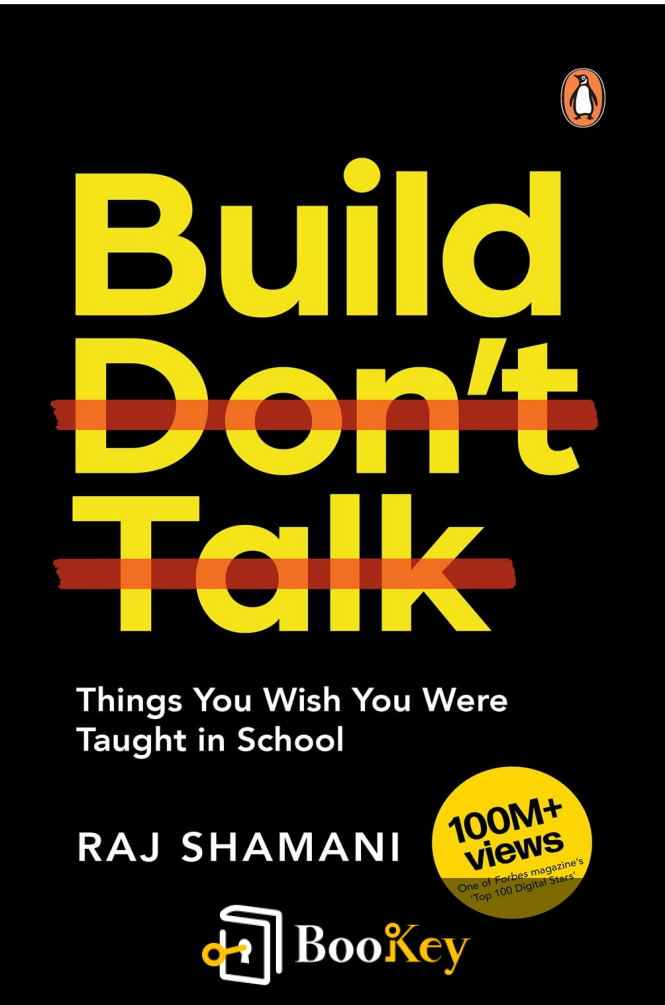 Build
Don't
Talk
Things You Wish You Were
Taught in School
RAJ SHAMANI
100M+
views
One of Forbes magazine's
'Top 100 Digital Stars'
BooKey